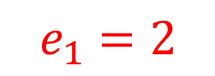 e₁ = 2